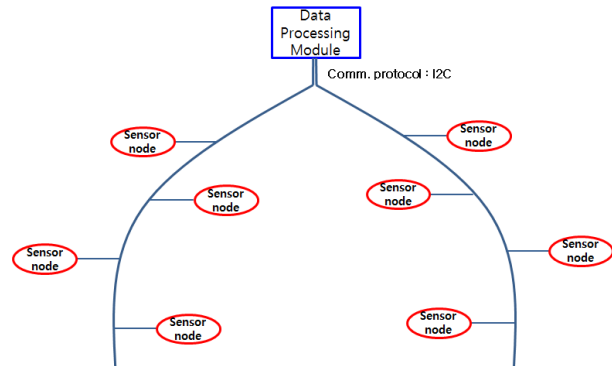 Data
Processing
Module
Comm. protocol : I2C
Sensor
node
Sensor
node
Sensor
node
Sensor
node
Sensor
node
Sensor
node
Sensor
node
Sensor
node